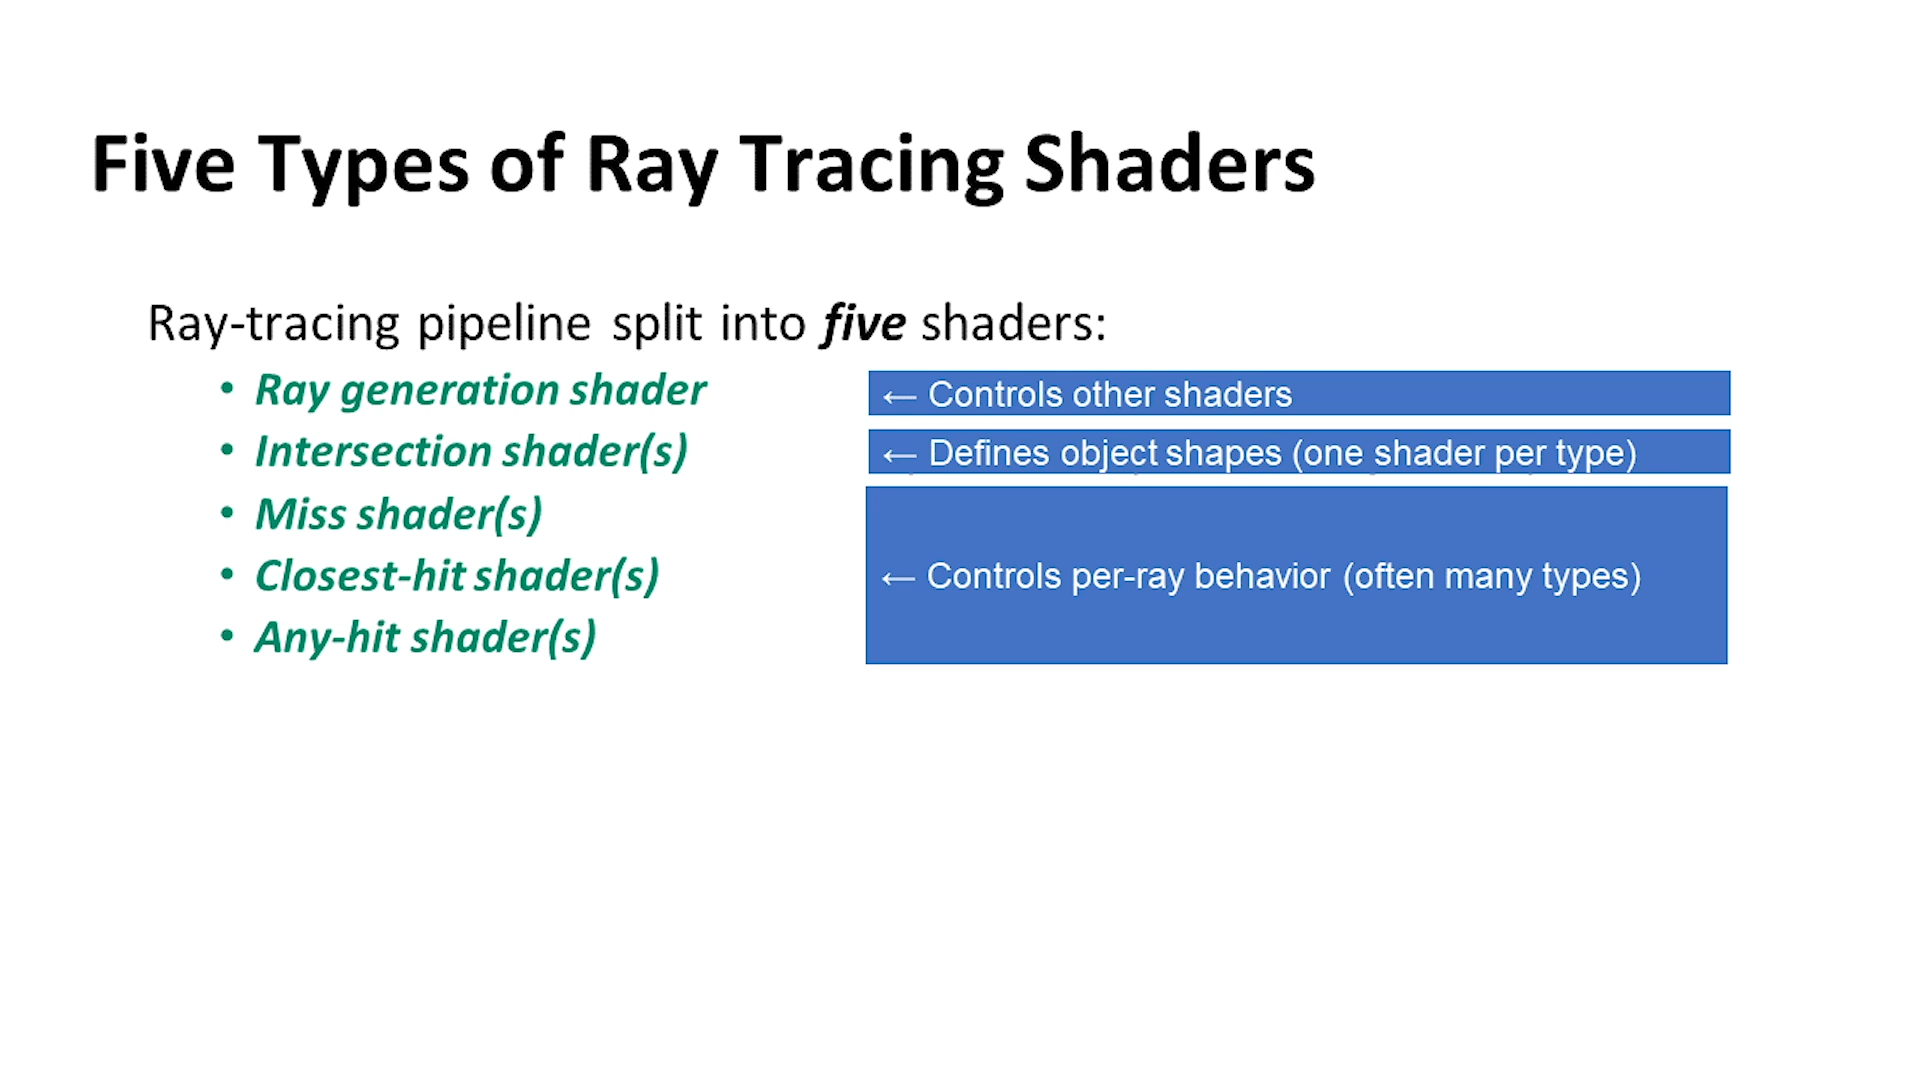 Five Types of Ray Tracing Shaders
Ray-tracing pipeline split into five shaders:
• Ray generation shader
← Controls other shaders
• Intersection shader(s)
← Defines object shapes (one shader per type)
• Miss shader(s)
• Closest-hit shader(s)
← Controls per-ray behavior (often many types)
• Any-hit shader(s)